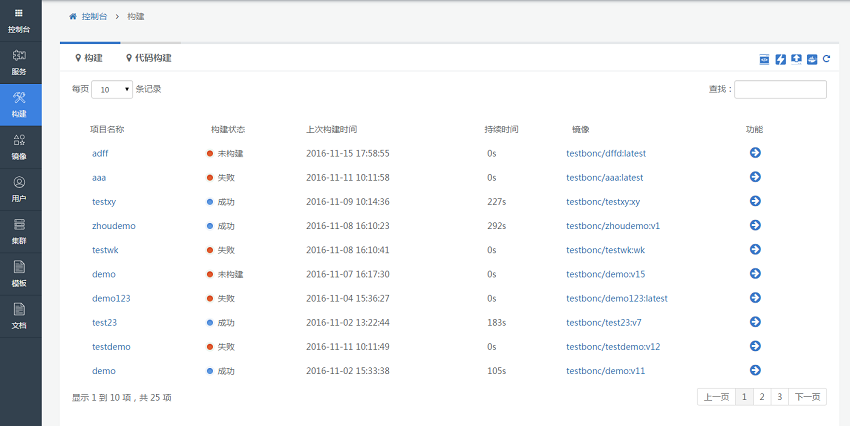 控制台
服务
构建
镜像
用户
集群
模板
文档
控制台 > 构建
构建 代码构建
每页 10 条记录 查找：
项目名称 构建状态 上次构建时间 持续时间 镜像 功能
adff 未构建 2016-11-15 17:58:55 0s testbonc/dffd:latest
aaa 失败 2016-11-11 10:11:58 0s testbonc/aaa:latest
testxy 成功 2016-11-09 10:14:36 227s testbonc/testxy:xy
zhoudemo 成功 2016-11-08 16:10:23 292s testbonc/zhoudemo:v1
testwk 失败 2016-11-08 16:10:41 0s testbonc/testwk:wk
demo 未构建 2016-11-07 16:17:30 0s testbonc/demo:v15
demo123 失败 2016-11-04 15:36:27 0s testbonc/demo123:latest
test23 成功 2016-11-02 13:22:44 183s testbonc/test23:v7
testdemo 失败 2016-11-11 10:11:49 0s testbonc/testdemo:v12
demo 成功 2016-11-02 15:33:38 105s testbonc/demo:v11
显示 1 到 10 项，共 25 项 上一页 1 2 3 下一页